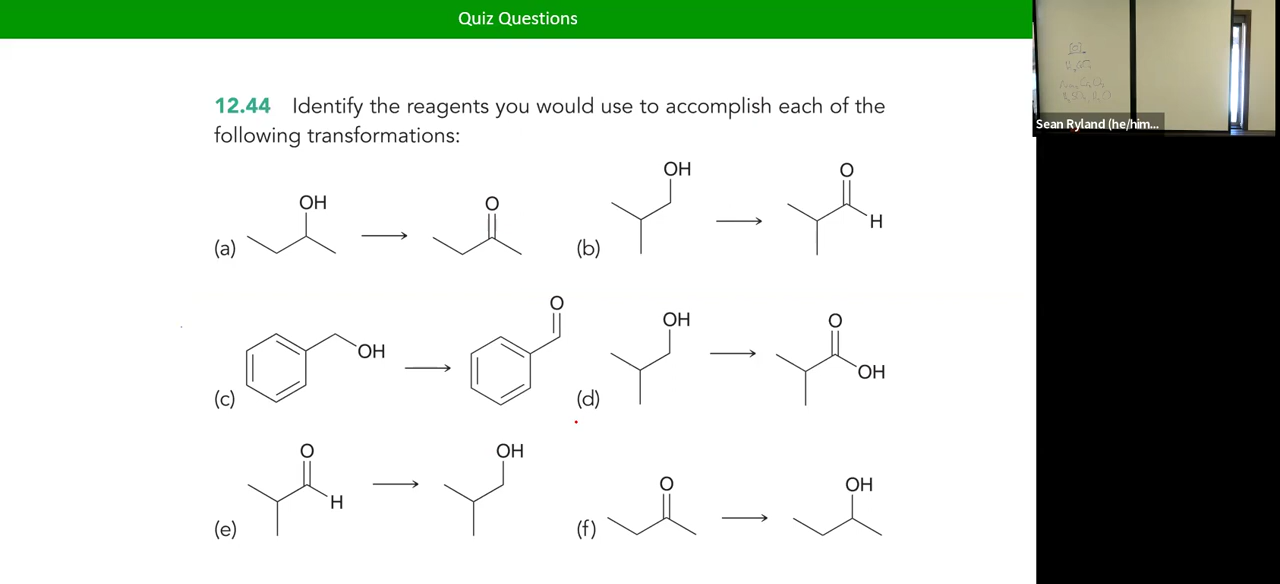 Quiz Questions
12.44 Identify the reagents you would use to accomplish each of the
following transformations:
OH
O
(a)
OH
O
H
(b)
OH
O
(c)
OH
O
OH
(d)
O
H
OH
(e)
O
OH
(f)
Sean Ryland (he/him...